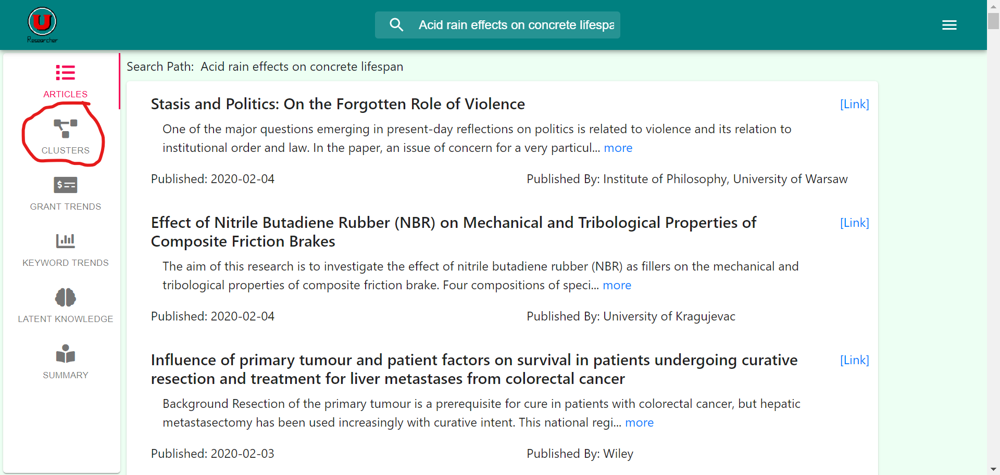 U
Researcher
Acid rain effects on concrete lifespa
ARTICLES
CLUSTERS
GRANT TRENDS
KEYWORD TRENDS
LATENT KNOWLEDGE
SUMMARY
Search Path: Acid rain effects on concrete lifespan
Stasis and Politics: On the Forgotten Role of Violence [Link]
One of the major questions emerging in present-day reflections on politics is related to violence and its relation to
institutional order and law. In the paper, an issue of concern for a very particul... more
Published: 2020-02-04 Published By: Institute of Philosophy, University of Warsaw
Effect of Nitrile Butadiene Rubber (NBR) on Mechanical and Tribological Properties of [Link]
Composite Friction Brakes
The aim of this research is to investigate the effect of nitrile butadiene rubber (NBR) as fillers on the mechanical and
tribological properties of composite friction brake. Four compositions of speci... more
Published: 2020-02-04 Published By: University of Kragujevac
Influence of primary tumour and patient factors on survival in patients undergoing curative [Link]
resection and treatment for liver metastases from colorectal cancer
Background Resection of the primary tumour is a prerequisite for cure in patients with colorectal cancer, but hepatic
metastasectomy has been used increasingly with curative intent. This national regi... more
Published: 2020-02-03 Published By: Wiley